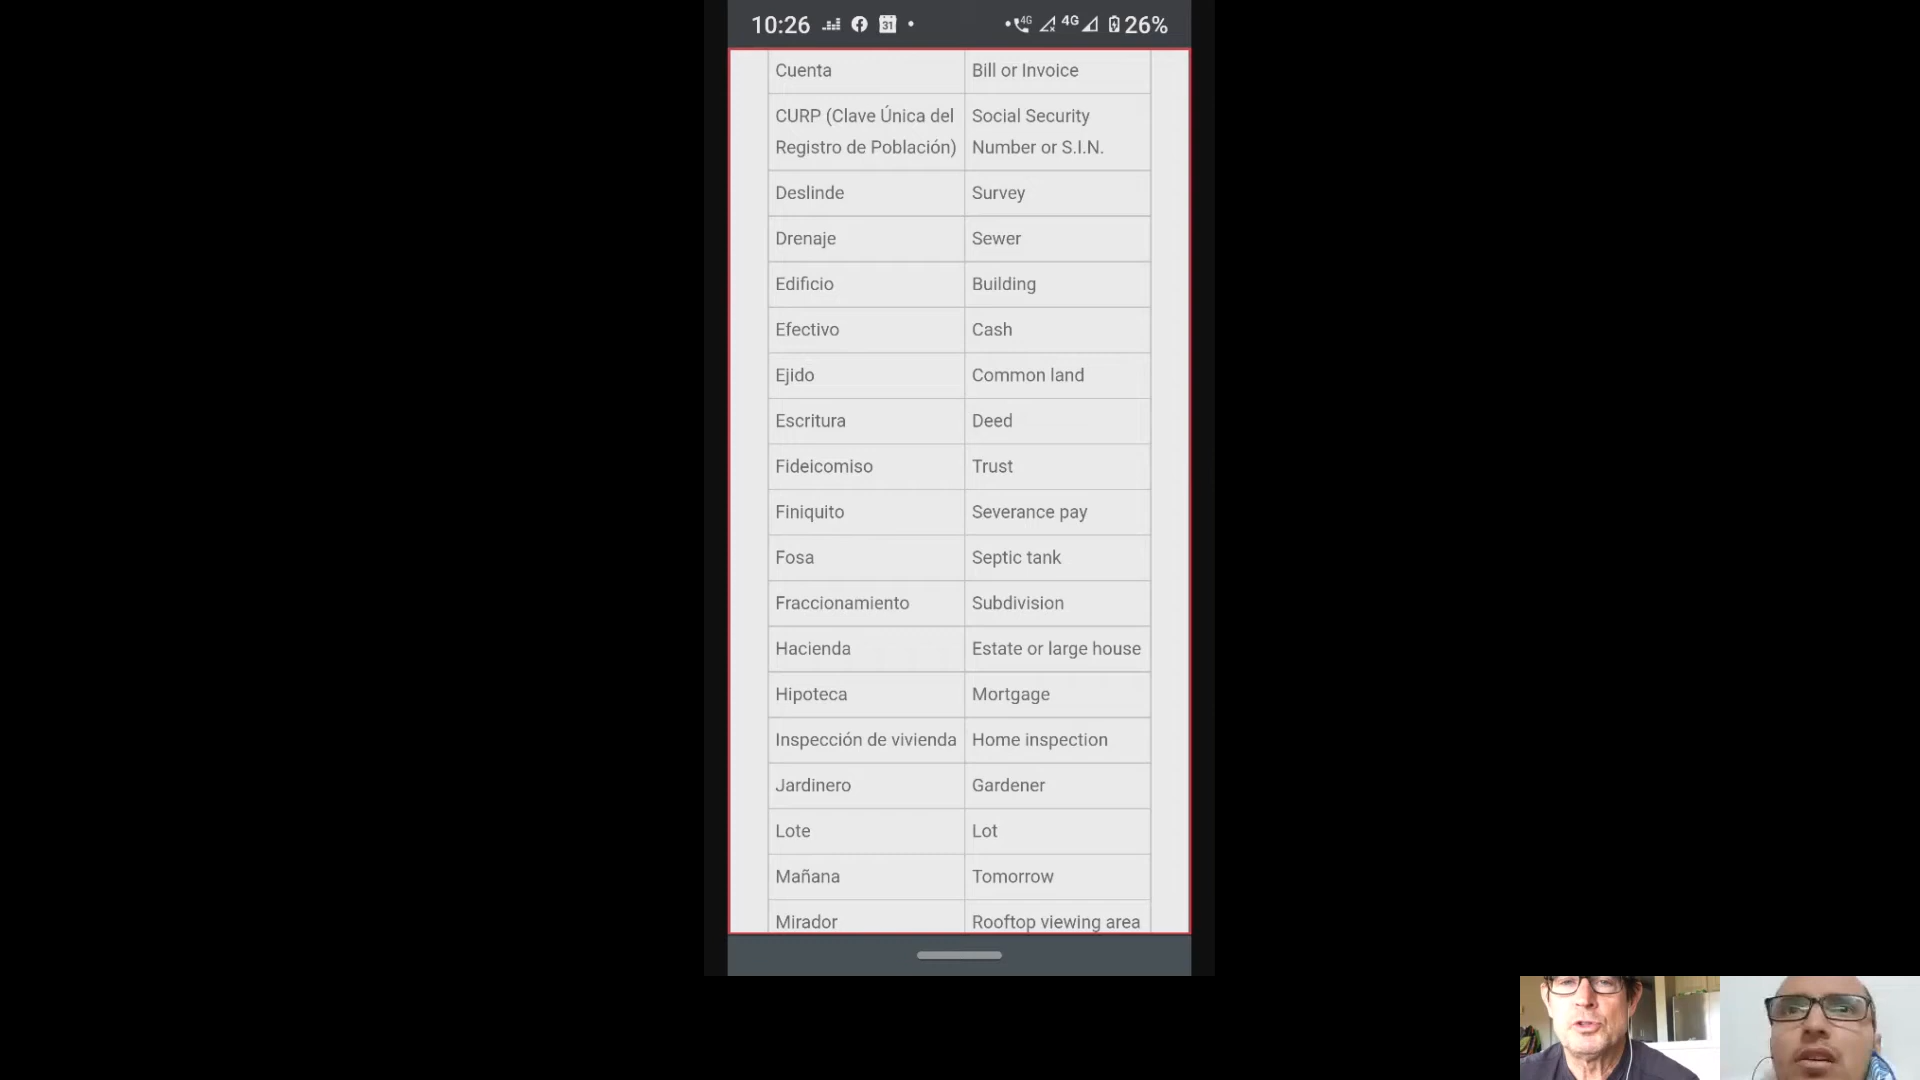 10:26 31 4G 4G 26%
Cuenta Bill or Invoice
CURP (Clave Única del Social Security
Registro de Población) Number or S.I.N.
Deslinde Survey
Drenaje Sewer
Edificio Building
Efectivo Cash
Ejido Common land
Escritura Deed
Fideicomiso Trust
Finiquito Severance pay
Fosa Septic tank
Fraccionamiento Subdivision
Hacienda Estate or large house
Hipoteca Mortgage
Inspección de vivienda Home inspection
Jardinero Gardener
Lote Lot
Mañana Tomorrow
Mirador Rooftop viewing area